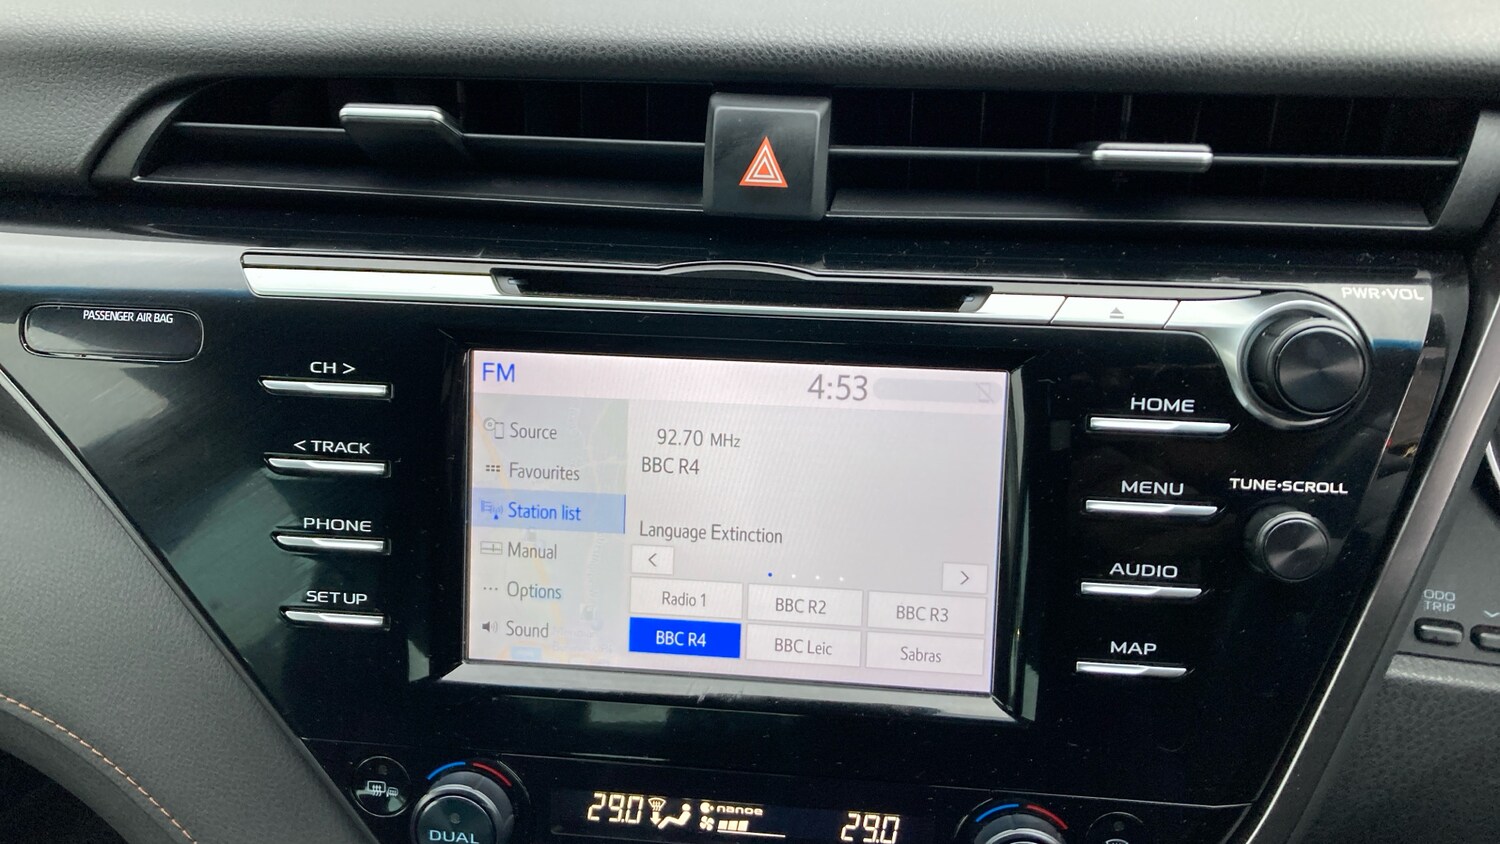 PWR•VOL
PASSENGER AIR BAG
CH >
< TRACK
PHONE
SET UP
FM
4:53
Source
Favourites
Station list
Manual
Options
Sound
92.70 MHz
BBC R4
Language Extinction
<
>
Radio 1
BBC R2
BBC R3
BBC R4
BBC Leic
Sabras
HOME
MENU
TUNE•SCROLL
AUDIO
MAP
ODO
TRIP
29.0
nanoe
29.0
DUAL